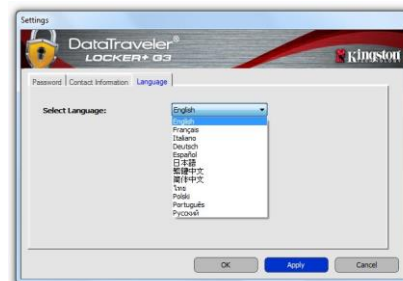 Settings
DataTraveler®
LOCKER+ G3
Kingston
Password Contact Information Language
Select Language:
English
English
Français
Italiano
Deutsch
Español
日本語
繁體中文
简体中文
ไทย
Polski
Português
Русский
OK Apply Cancel